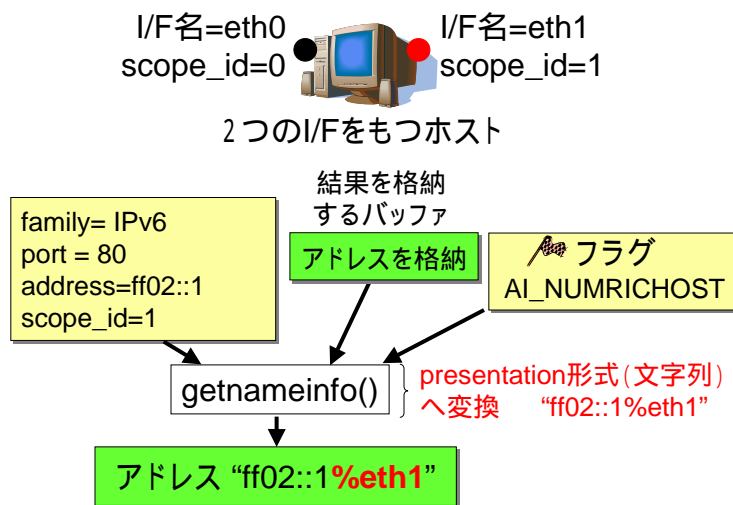 I/F名=eth0
scope_id=0
I/F名=eth1
scope_id=1
2つのI/Fをもつホスト
family= IPv6
port = 80
address=ff02::1
scope_id=1
結果を格納
するバッファ
アドレスを格納
フラグ
AI_NUMRICHOST
getnameinfo()
presentation形式(文字列)
へ変換 “ff02::1%eth1”
アドレス “ff02::1%eth1”